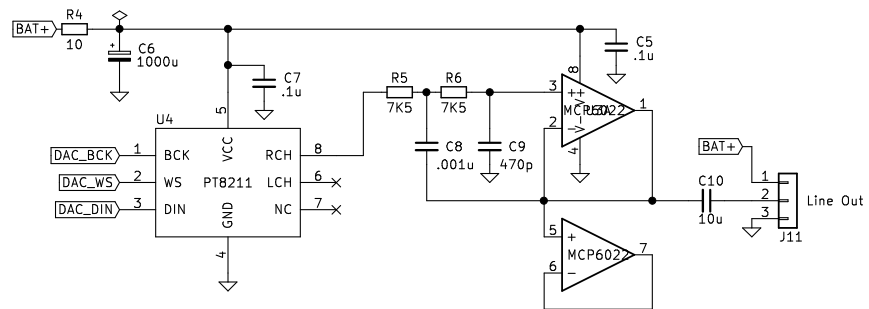 BAT+
R4
10
+
C6
1000u
C7
.1u
C5
.1u
U4
5
VCC
DAC_BCK
1
BCK
DAC_WS
2
WS
DAC_DIN
3
DIN
PT8211
RCH
8
LCH
6
NC
7
GND
4
R5
7K5
R6
7K5
C8
.001u
C9
470p
3
+
2
−
8
V+
V−
4
1
5
+
6
−
MCP6022
7
BAT+
C10
10u
1
2
3
J11
Line Out